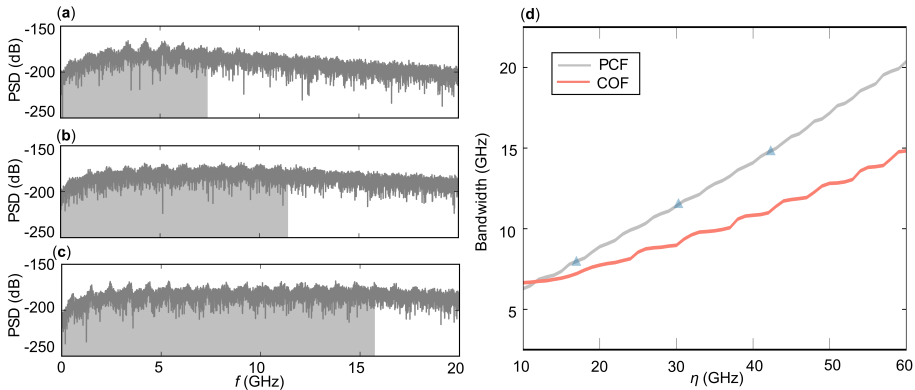 (a)
-150
-200
-250
PSD (dB)
(b)
-150
-200
-250
PSD (dB)
(c)
-150
-200
-250
PSD (dB)
0 5 10 15 20
f (GHz)
(d)
PCF
COF
20
15
10
5
Bandwidth (GHz)
10 20 30 40 50 60
η (GHz)